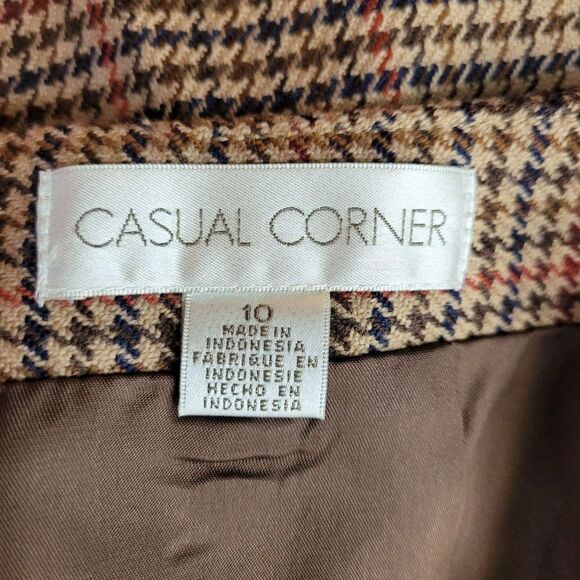 CASUAL CORNER
10
MADE IN
INDONESIA
FABRIQUE EN
INDONESIE
HECHO EN
INDONESIA